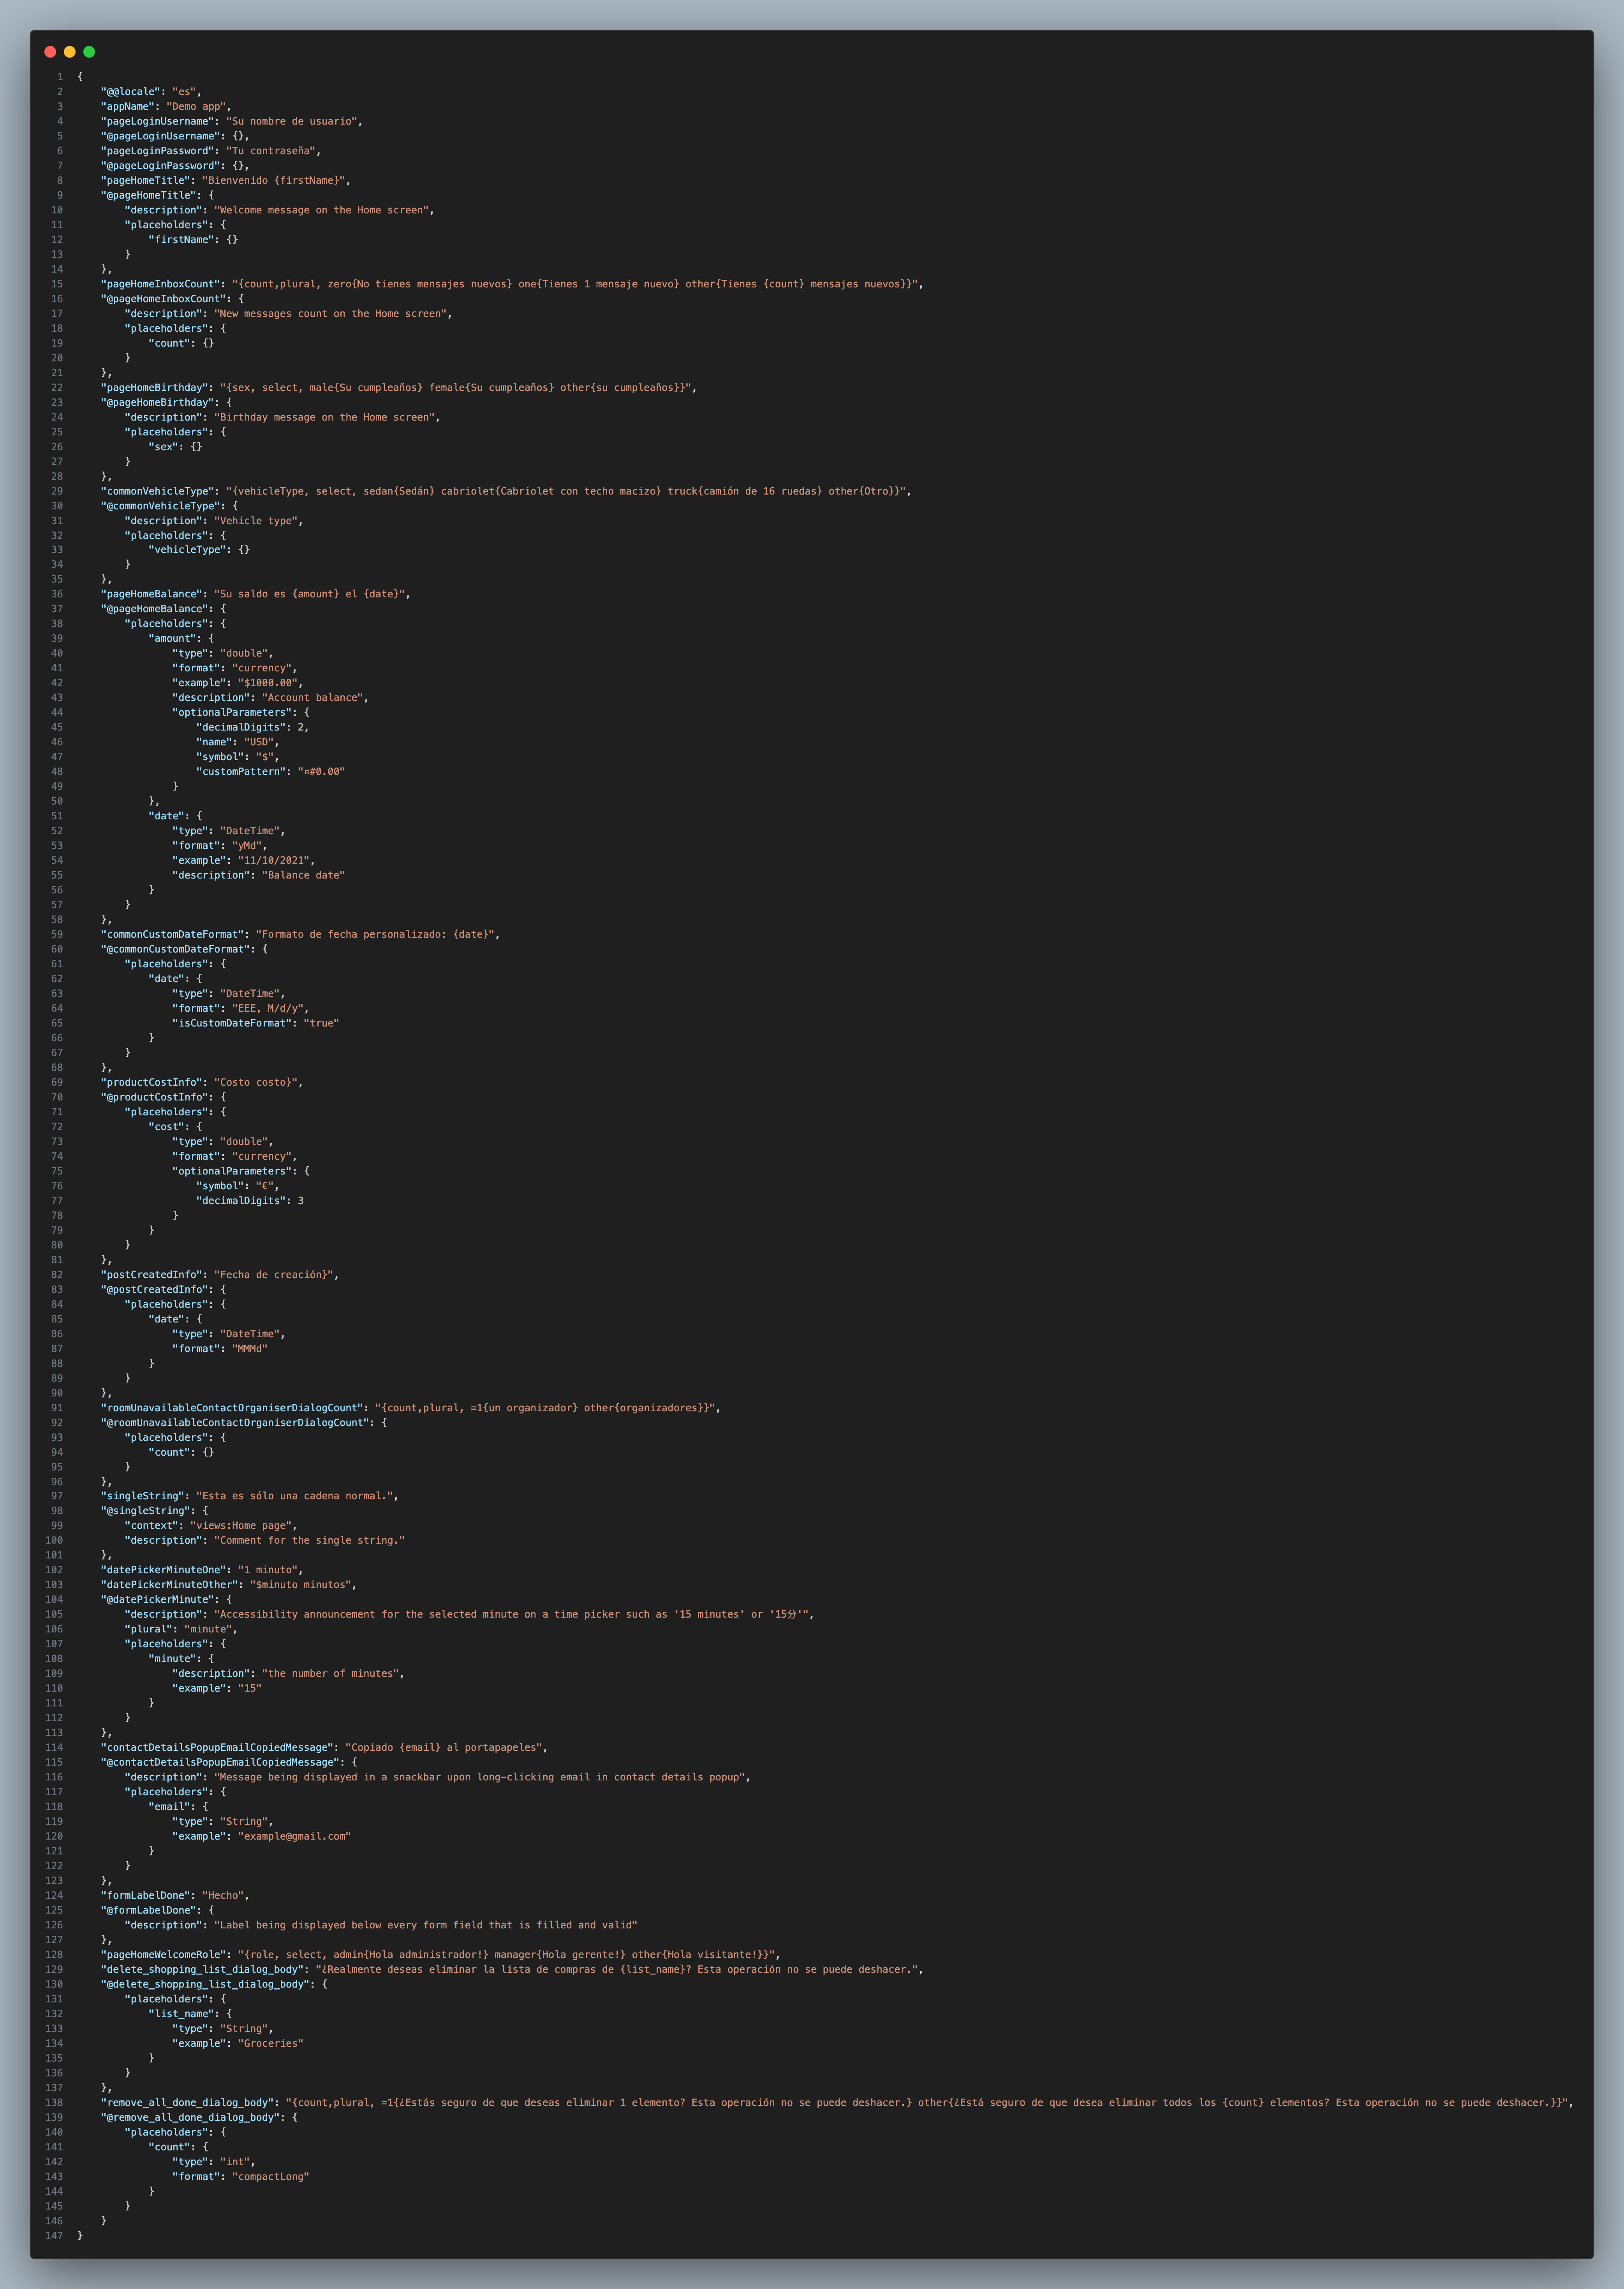 1 {
2     "@@locale": "es",
3     "appName": "Demo app",
4     "pageLoginUsername": "Su nombre de usuario",
5     "@pageLoginUsername": {},
6     "pageLoginPassword": "Tu contraseña",
7     "@pageLoginPassword": {},
8     "pageHomeTitle": "Bienvenido {firstName}",
9     "@pageHomeTitle": {
10         "description": "Welcome message on the Home screen",
11         "placeholders": {
12             "firstName": {}
13         }
14     },
15     "pageHomeInboxCount": "{count,plural, zero{No tienes mensajes nuevos} one{Tienes 1 mensaje nuevo} other{Tienes {count} mensajes nuevos}}",
16     "@pageHomeInboxCount": {
17         "description": "New messages count on the Home screen",
18         "placeholders": {
19             "count": {}
20         }
21     },
22     "pageHomeBirthday": "{sex, select, male{Su cumpleaños} female{Su cumpleaños} other{su cumpleaños}}",
23     "@pageHomeBirthday": {
24         "description": "Birthday message on the Home screen",
25         "placeholders": {
26             "sex": {}
27         }
28     },
29     "commonVehicleType": "{vehicleType, select, sedan{Sedán} cabriolet{Cabriolet con techo macizo} truck{camión de 16 ruedas} other{Otro}}",
30     "@commonVehicleType": {
31         "description": "Vehicle type",
32         "placeholders": {
33             "vehicleType": {}
34         }
35     },
36     "pageHomeBalance": "Su saldo es {amount} el {date}",
37     "@pageHomeBalance": {
38         "placeholders": {
39             "amount": {
40                 "type": "double",
41                 "format": "currency",
42                 "example": "$1000.00",
43                 "description": "Account balance",
44                 "optionalParameters": {
45                     "decimalDigits": 2,
46                     "name": "USD",
47                     "symbol": "$",
48                     "customPattern": "¤#0.00"
49                 }
50             },
51             "date": {
52                 "type": "DateTime",
53                 "format": "yMd",
54                 "example": "11/10/2021",
55                 "description": "Balance date"
56             }
57         }
58     },
59     "commonCustomDateFormat": "Formato de fecha personalizado: {date}",
60     "@commonCustomDateFormat": {
61         "placeholders": {
62             "date": {
63                 "type": "DateTime",
64                 "format": "EEE, M/d/y",
65                 "isCustomDateFormat": "true"
66             }
67         }
68     },
69     "productCostInfo": "Costo costo}",
70     "@productCostInfo": {
71         "placeholders": {
72             "cost": {
73                 "type": "double",
74                 "format": "currency",
75                 "optionalParameters": {
76                     "symbol": "€",
77                     "decimalDigits": 3
78                 }
79             }
80         }
81     },
82     "postCreatedInfo": "Fecha de creación}",
83     "@postCreatedInfo": {
84         "placeholders": {
85             "date": {
86                 "type": "DateTime",
87                 "format": "MMMd"
88             }
89         }
90     },
91     "roomUnavailableContactOrganiserDialogCount": "{count,plural, =1{un organizador} other{organizadores}}",
92     "@roomUnavailableContactOrganiserDialogCount": {
93         "placeholders": {
94             "count": {}
95         }
96     },
97     "singleString": "Esta es sólo una cadena normal.",
98     "@singleString": {
99         "context": "views:Home page",
100         "description": "Comment for the single string."
101     },
102     "datePickerMinuteOne": "1 minuto",
103     "datePickerMinuteOther": "$minuto minutos",
104     "@datePickerMinute": {
105         "description": "Accessibility announcement for the selected minute on a time picker such as '15 minutes' or '15分'",
106         "plural": "minute",
107         "placeholders": {
108             "minute": {
109                 "description": "the number of minutes",
110                 "example": "15"
111             }
112         }
113     },
114     "contactDetailsPopupEmailCopiedMessage": "Copiado {email} al portapapeles",
115     "@contactDetailsPopupEmailCopiedMessage": {
116         "description": "Message being displayed in a snackbar upon long-clicking email in contact details popup",
117         "placeholders": {
118             "email": {
119                 "type": "String",
120                 "example": "example@gmail.com"
121             }
122         }
123     },
124     "formLabelDone": "Hecho",
125     "@formLabelDone": {
126         "description": "Label being displayed below every form field that is filled and valid"
127     },
128     "pageHomeWelcomeRole": "{role, select, admin{Hola administrador!} manager{Hola gerente!} other{Hola visitante!}}",
129     "delete_shopping_list_dialog_body": "¿Realmente deseas eliminar la lista de compras de {list_name}? Esta operación no se puede deshacer.",
130     "@delete_shopping_list_dialog_body": {
131         "placeholders": {
132             "list_name": {
133                 "type": "String",
134                 "example": "Groceries"
135             }
136         }
137     },
138     "remove_all_done_dialog_body": "{count,plural, =1{¿Estás seguro de que deseas eliminar 1 elemento? Esta operación no se puede deshacer.} other{¿Está seguro de que desea eliminar todos los {count} elementos? Esta operación no se puede deshacer.}}",
139     "@remove_all_done_dialog_body": {
140         "placeholders": {
141             "count": {
142                 "type": "int",
143                 "format": "compactLong"
144             }
145         }
146     }
147 }